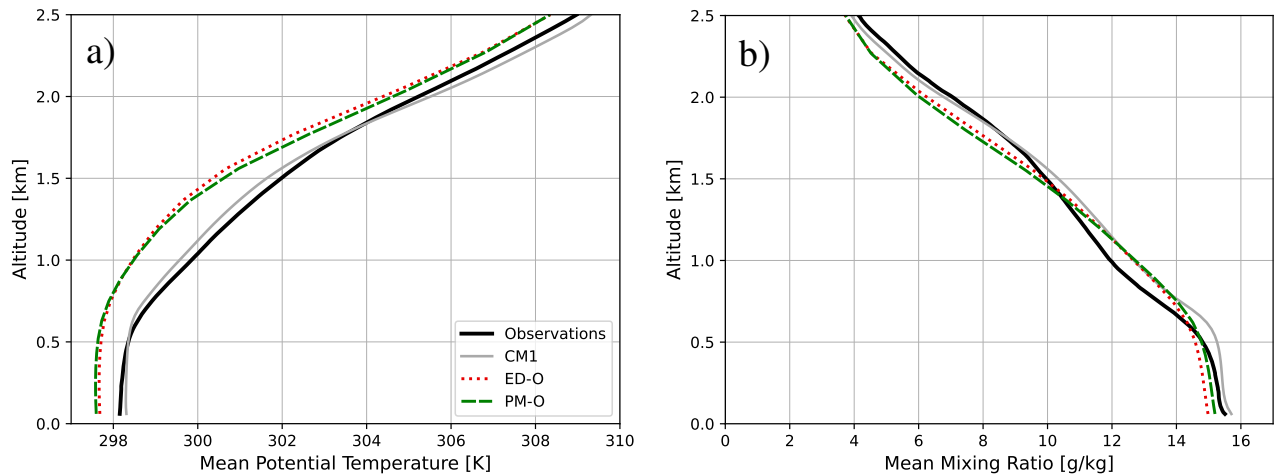 a)
2.5
2.0
1.5
1.0
0.5
0.0
Altitude [km]
298 300 302 304 306 308 310
Mean Potential Temperature [K]
Observations
CM1
ED-O
PM-O
b)
2.5
2.0
1.5
1.0
0.5
0.0
Altitude [km]
0 2 4 6 8 10 12 14 16
Mean Mixing Ratio [g/kg]